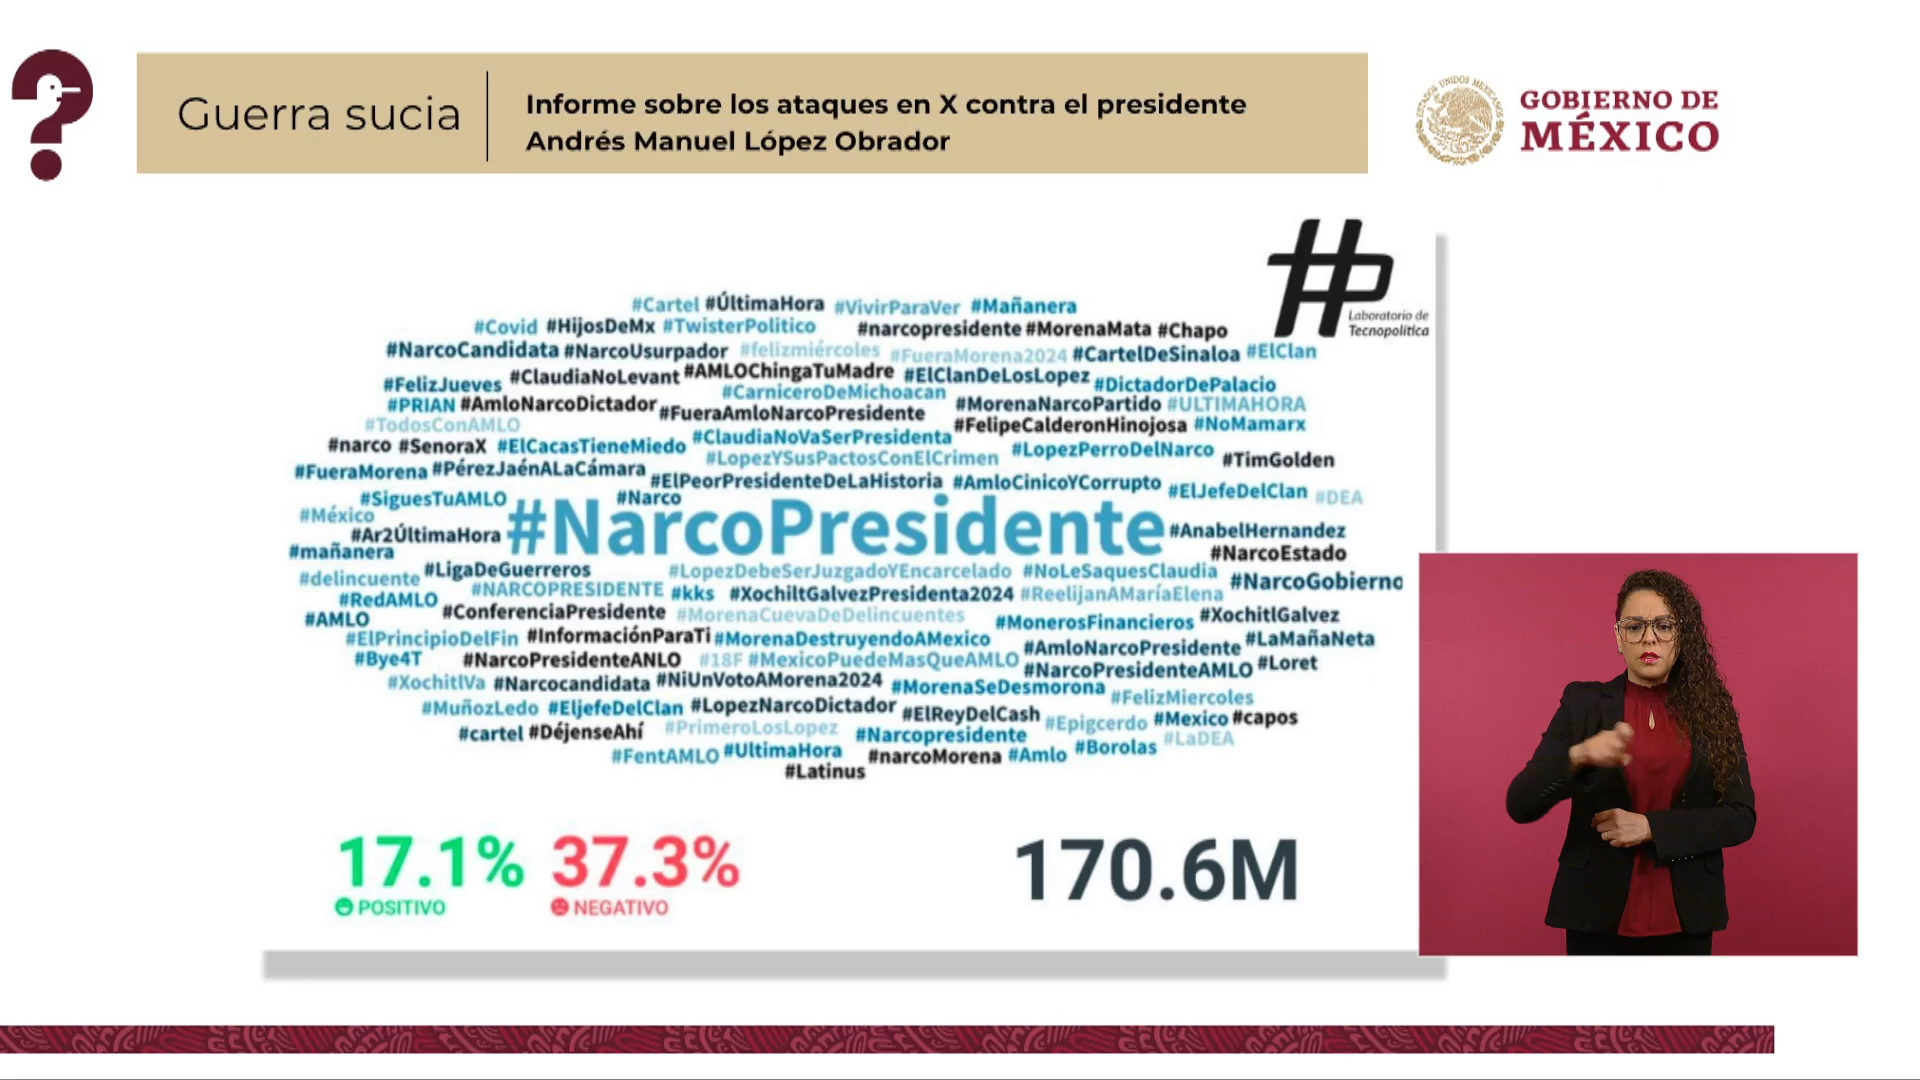 Guerra sucia
Informe sobre los ataques en X contra el presidente
Andrés Manuel López Obrador
ESTADOS UNIDOS MEXICANOS
GOBIERNO DE
MÉXICO
Laboratorio de
Tecnopolítica
#Cartel #ÚltimaHora #VivirParaVer #Mañanera
#Covid #HijosDeMx #TwisterPolitico #narcopresidente #MorenaMata #Chapo
#NarcoCandidata #NarcoUsurpador #felizmiércoles #FueraMorena2024 #CartelDeSinaloa #ElClan
#FelizJueves #ClaudiaNoLevant #AMLOChingaTuMadre #ElClanDeLosLopez #DictadorDePalacio
#CarniceroDeMichoacan
#PRIAN #AmloNarcoDictador #FueraAmloNarcoPresidente #MorenaNarcoPartido #ULTIMAHORA
#TodosConAMLO #FelipeCalderonHinojosa #NoMamarx
#narco #SenoraX #ElCacasTieneMiedo #ClaudiaNoVaSerPresidenta #LopezPerroDelNarco
#LopezYSusPactosConElCrimen #TimGolden
#FueraMorena #PérezJaénALaCámara #ElPeorPresidenteDeLaHistoria #AmloCinicoYCorrupto #ElJefeDelClan #DEA
#SiguesTuAMLO #Narco
#México
#Ar2ÚltimaHora #NarcoPresidente #AnabelHernandez
#mañanera #NarcoEstado
#delincuente #LigaDeGuerreros #LopezDebeSerJuzgadoYEncarcelado #NoLeSaquesClaudia #NarcoGobierno
#RedAMLO #NARCOPRESIDENTE #kks #XochiltGalvezPresidenta2024 #ReelijanAMaríaElena
#AMLO #ConferenciaPresidente #MorenaCuevaDeDelincuentes #MonerosFinancieros #XochitlGalvez
#ElPrincipioDelFin #InformaciónParaTi #MorenaDestruyendoAMexico #AmloNarcoPresidente #LaMañaNeta
#Bye4T #NarcoPresidenteANLO #18F #MexicoPuedeMasQueAMLO #NarcoPresidenteAMLO #Loret
#XochitlVa #Narcocandidata #NiUnVotoAMorena2024 #MorenaSeDesmorona #FelizMiercoles
#MuñozLedo #EljefeDelClan #LopezNarcoDictador #ElReyDelCash #Epigcerdo #Mexico #capos
#cartel #DéjenseAhí #PrimeroLosLopez #Narcopresidente #Borolas #LaDEA
#FentAMLO #UltimaHora #narcoMorena #Amlo
#Latinus
17.1% 37.3% 170.6M
POSITIVO NEGATIVO